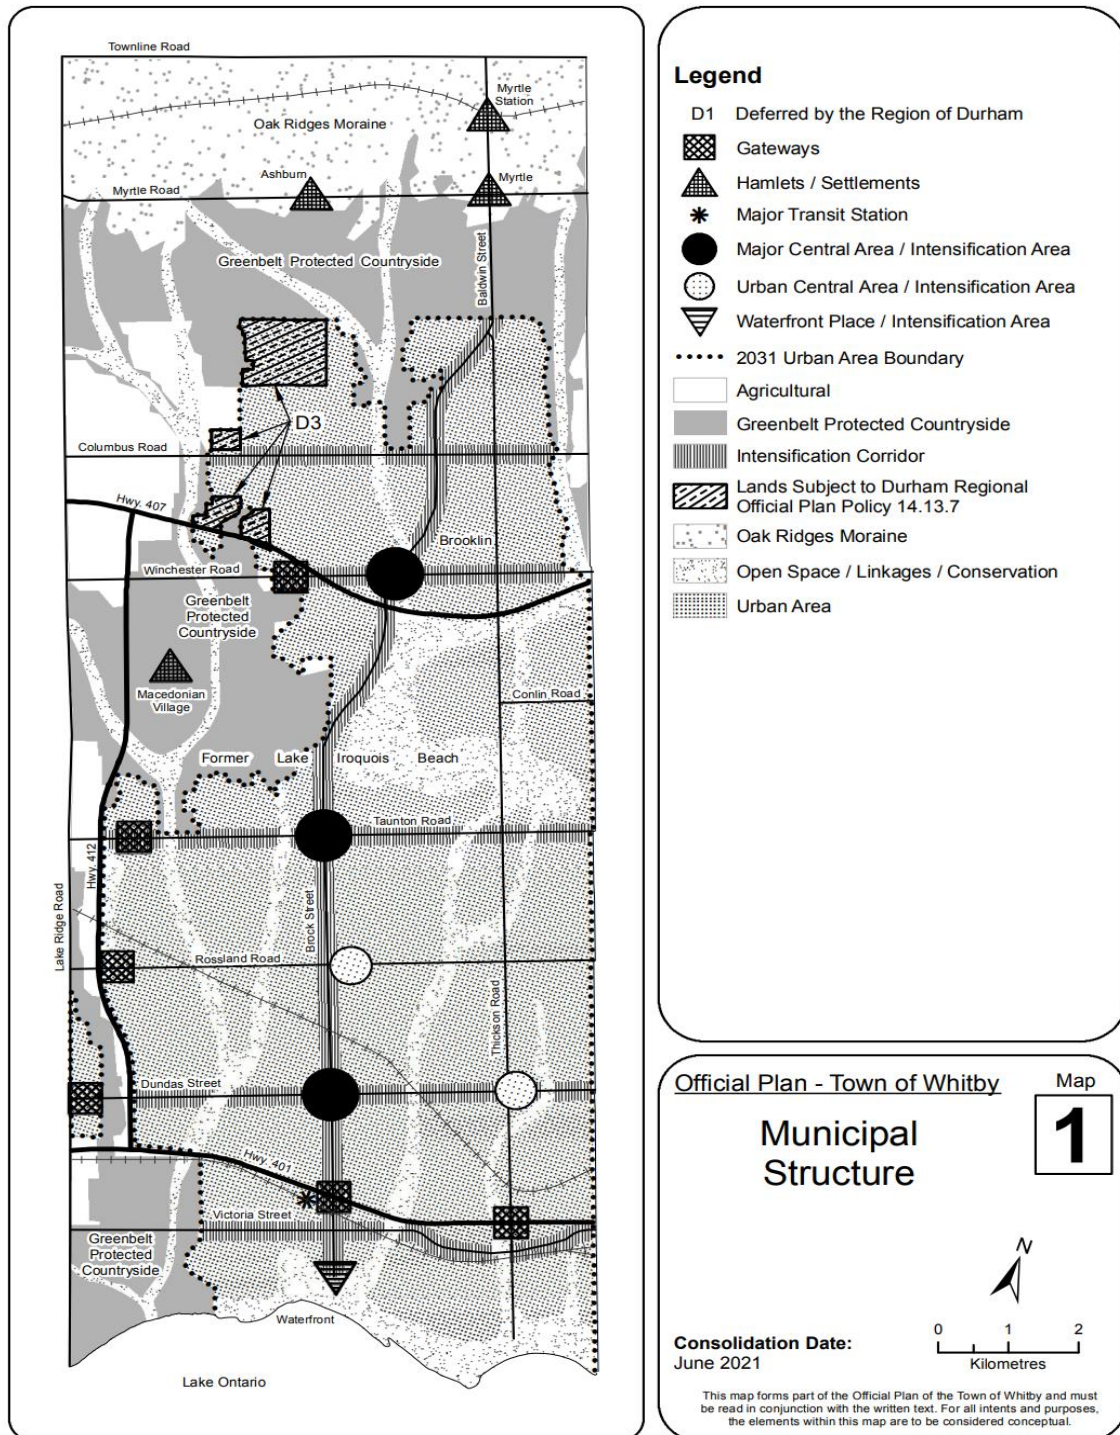 Townline Road
Myrtle
Station
Oak Ridges Moraine
Ashburn
Myrtle
Myrtle Road
Greenbelt Protected Countryside
Baldwin Street
D3
Columbus Road
Hwy. 407
Brooklin
Winchester Road
Greenbelt
Protected
Countryside
Macedonian
Village
Conlin Road
Former Lake Iroquois Beach
Taunton Road
Hwy. 412
Lake Ridge Road
Brock Street
Rossland Road
Thickson Road
Dundas Street
Hwy. 401
Victoria Street
Greenbelt
Protected
Countryside
Waterfront
Lake Ontario
Legend
D1 Deferred by the Region of Durham
Gateways
Hamlets / Settlements
Major Transit Station
Major Central Area / Intensification Area
Urban Central Area / Intensification Area
Waterfront Place / Intensification Area
2031 Urban Area Boundary
Agricultural
Greenbelt Protected Countryside
Intensification Corridor
Lands Subject to Durham Regional
Official Plan Policy 14.13.7
Oak Ridges Moraine
Open Space / Linkages / Conservation
Urban Area
Official Plan - Town of Whitby
Map
1
Municipal
Structure
N
Consolidation Date:
June 2021
0 1 2
Kilometres
This map forms part of the Official Plan of the Town of Whitby and must
be read in conjunction with the written text. For all intents and purposes,
the elements within this map are to be considered conceptual.